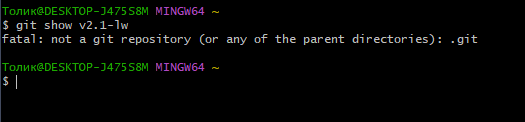 Толик@DESKTOP-J475S8M MINGW64 ~
$ git show v2.1-lw
fatal: not a git repository (or any of the parent directories): .git
Толик@DESKTOP-J475S8M MINGW64 ~
$